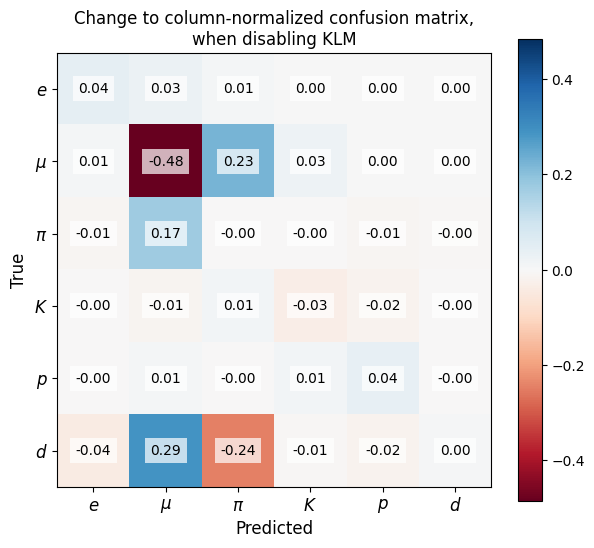 Change to column-normalized confusion matrix,
when disabling KLM
e 0.04 0.03 0.01 0.00 0.00 0.00
μ 0.01 -0.48 0.23 0.03 0.00 0.00
π -0.01 0.17 -0.00 -0.00 -0.01 -0.00
K -0.00 -0.01 0.01 -0.03 -0.02 -0.00
p -0.00 0.01 -0.00 0.01 0.04 -0.00
d -0.04 0.29 -0.24 -0.01 -0.02 0.00
e μ π K p d
Predicted
True
0.4
0.2
0.0
−0.2
−0.4